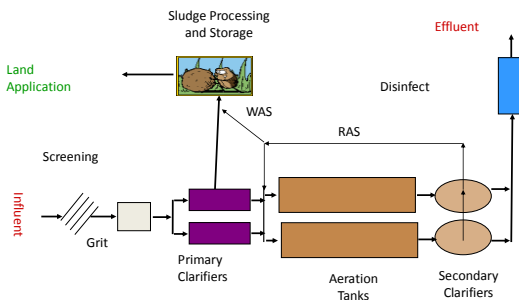 Sludge Processing
and Storage
Effluent
Land
Application
Disinfect
WAS
RAS
Screening
Influent
Grit
Primary
Clarifiers
Aeration
Tanks
Secondary
Clarifiers